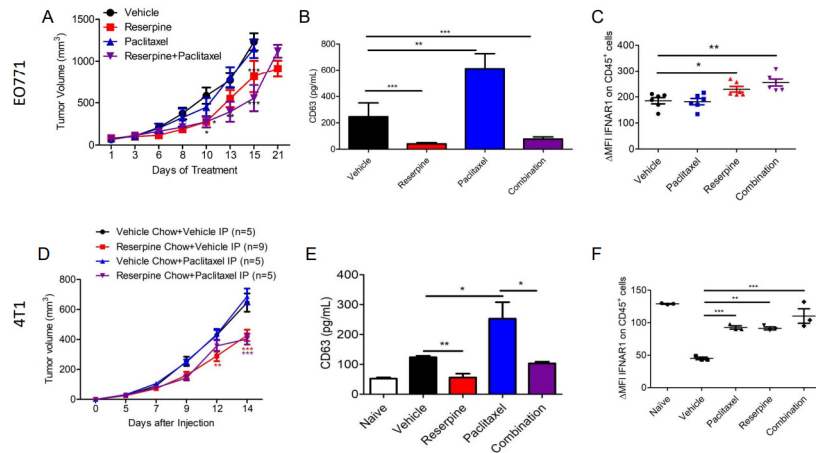 A
Vehicle
Reserpine
Paclitaxel
Reserpine+Paclitaxel
EO771
Tumor Volume (mm³)
1500
1000
500
0
1 3 6 8 10 13 15 21
Days of Treatment
*
*
***
***
B
CD63 (pg/mL)
800
600
400
200
0
***
**
***
Vehicle
Reserpine
Paclitaxel
Combination
C
ΔMFI IFNAR1 on CD45⁺ cells
400
300
200
100
0
**
*
Vehicle
Paclitaxel
Reserpine
Combination
D
Vehicle Chow+Vehicle IP (n=5)
Reserpine Chow+Vehicle IP (n=9)
Vehicle Chow+Paclitaxel IP (n=5)
Reserpine Chow+Paclitaxel IP (n=5)
4T1
Tumor volume (mm³)
800
600
400
200
0
0 5 7 9 12 14
Days after Injection
**
***
***
E
CD63 (pg/mL)
400
300
200
100
0
*
*
**
Naïve
Vehicle
Reserpine
Paclitaxel
Combination
F
ΔMFI IFNAR1 on CD45⁺ cells
150
100
50
0
***
**
***
Naïve
Vehicle
Paclitaxel
Reserpine
Combination